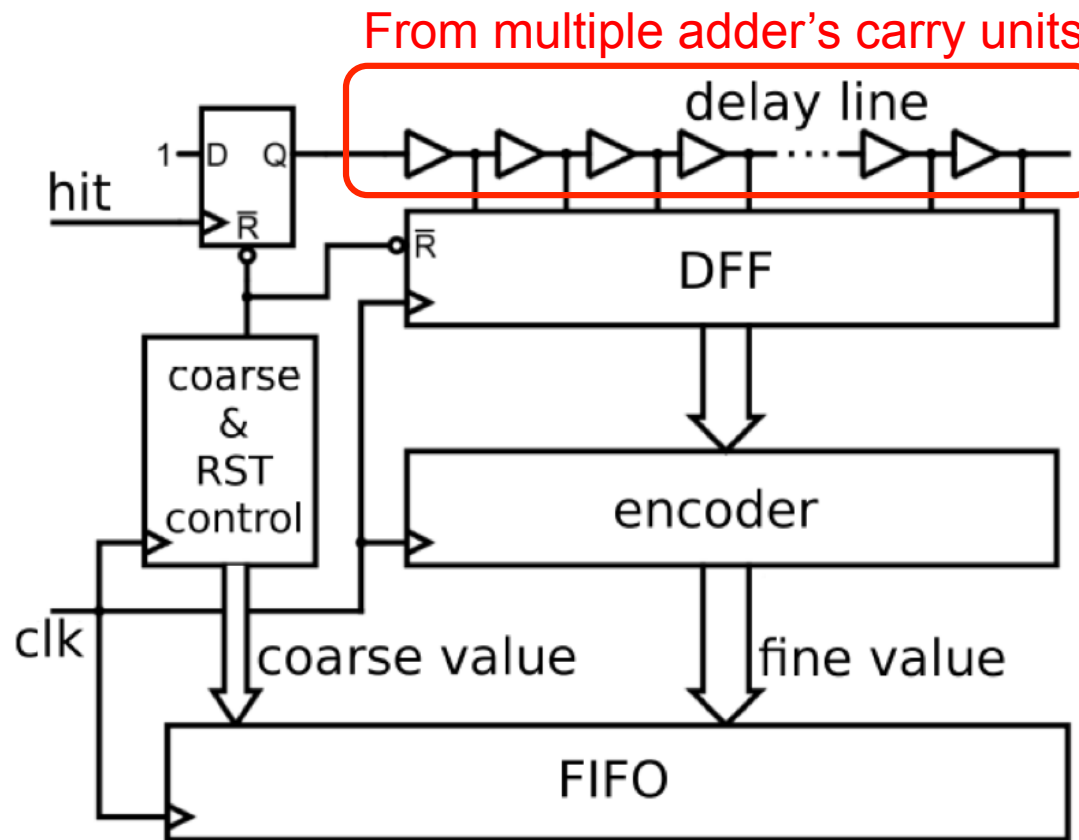 From multiple adder's carry units
delay line
1
D
Q
hit
R̅
R̅
DFF
coarse
&
RST
control
encoder
clk
coarse value
fine value
FIFO